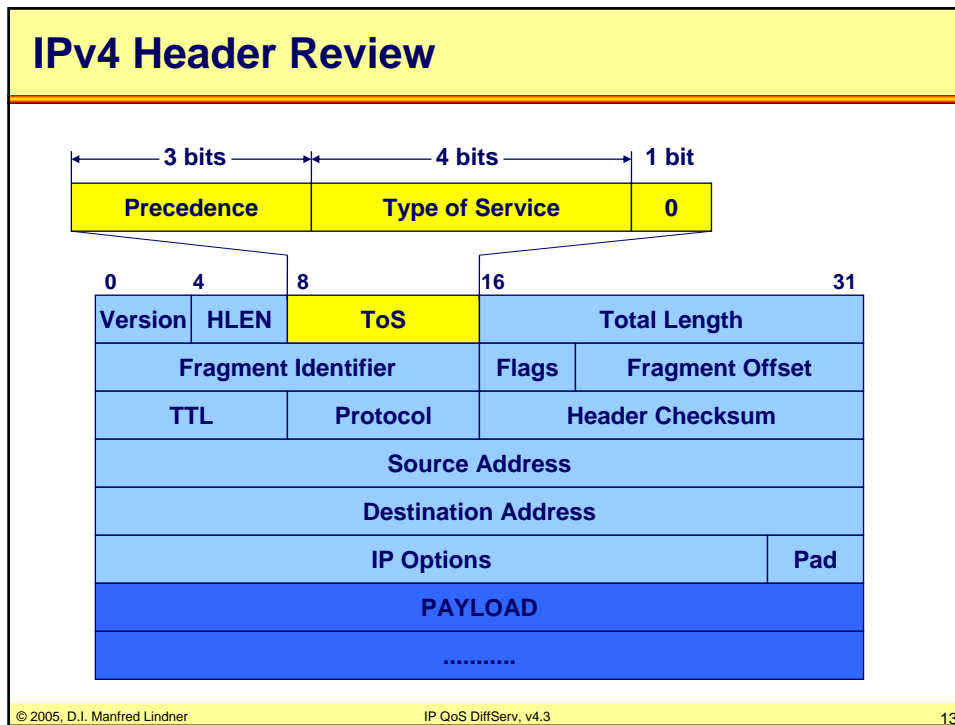 IPv4 Header Review
3 bits 4 bits 1 bit
Precedence Type of Service 0
0 4 8 16 31
Version HLEN ToS Total Length
Fragment Identifier Flags Fragment Offset
TTL Protocol Header Checksum
Source Address
Destination Address
IP Options Pad
PAYLOAD
...........
© 2005, D.I. Manfred Lindner IP QoS DiffServ, v4.3 13